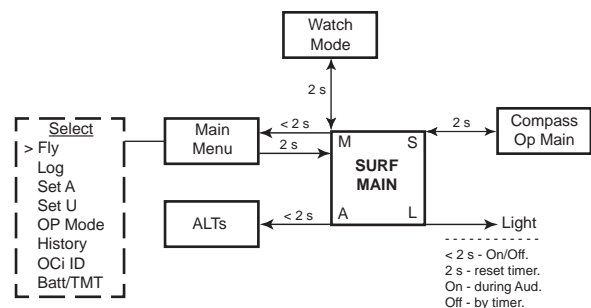 Watch
Mode
2 s
Select
> Fly
Log
Set A
Set U
OP Mode
History
OCi ID
Batt/TMT
Main
Menu
< 2 s
2 s
M
S
SURF
MAIN
A
L
2 s
Compass
Op Main
ALTs
< 2 s
Light
< 2 s - On/Off.
2 s - reset timer.
On - during Aud.
Off - by timer.